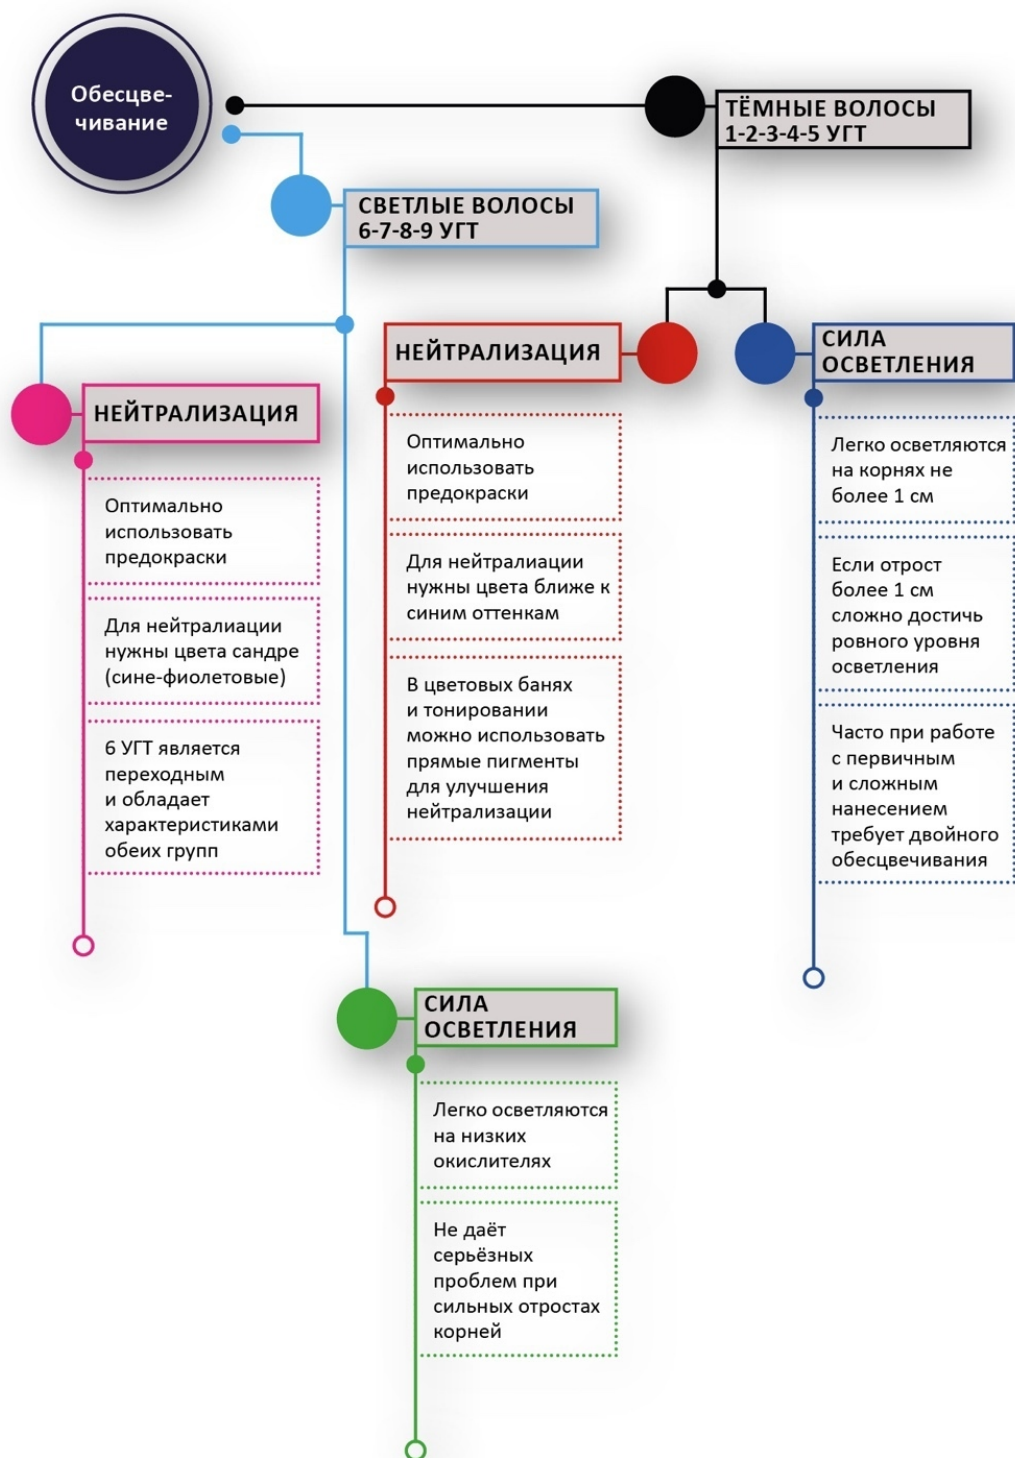 Обесцве-
чивание
ТЁМНЫЕ ВОЛОСЫ
1-2-3-4-5 УГТ
СВЕТЛЫЕ ВОЛОСЫ
6-7-8-9 УГТ
НЕЙТРАЛИЗАЦИЯ
Оптимально
использовать
предокраски
Для нейтралиации
нужны цвета сандре
(сине-фиолетовые)
6 УГТ является
переходным
и обладает
характеристиками
обеих групп
НЕЙТРАЛИЗАЦИЯ
Оптимально
использовать
предокраски
Для нейтралиации
нужны цвета ближе к
синим оттенкам
В цветовых банях
и тонировании
можно использовать
прямые пигменты
для улучшения
нейтрализации
СИЛА
ОСВЕТЛЕНИЯ
Легко осветляются
на корнях не
более 1 см
Если отрост
более 1 см
сложно достичь
ровного уровня
осветления
Часто при работе
с первичным
и сложным
нанесением
требует двойного
обесцвечивания
СИЛА
ОСВЕТЛЕНИЯ
Легко осветляются
на низких
окислителях
Не даёт
серьёзных
проблем при
сильных отростах
корней